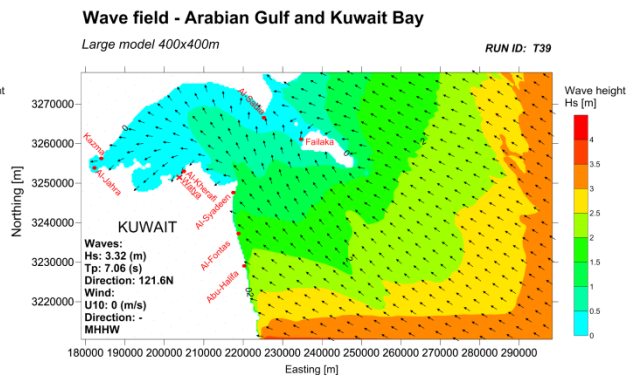 Wave field - Arabian Gulf and Kuwait Bay
Large model 400x400m
RUN ID: T39
Wave height
Hs [m]
4
3.5
3
2.5
2
1.5
1
0.5
0
Northing [m]
3270000
3260000
3250000
3240000
3230000
3220000
Al-Sabia
Failaka
Kazma
Al-Jahra
Al-Kherafi
Watya
Al-Syadeen
Al-Fontas
Abu-Halifa
KUWAIT
Waves:
Hs: 3.32 (m)
Tp: 7.06 (s)
Direction: 121.6N
Wind:
U10: 0 (m/s)
Direction: -
MHHW
180000 190000 200000 210000 220000 230000 240000 250000 260000 270000 280000 290000
Easting [m]